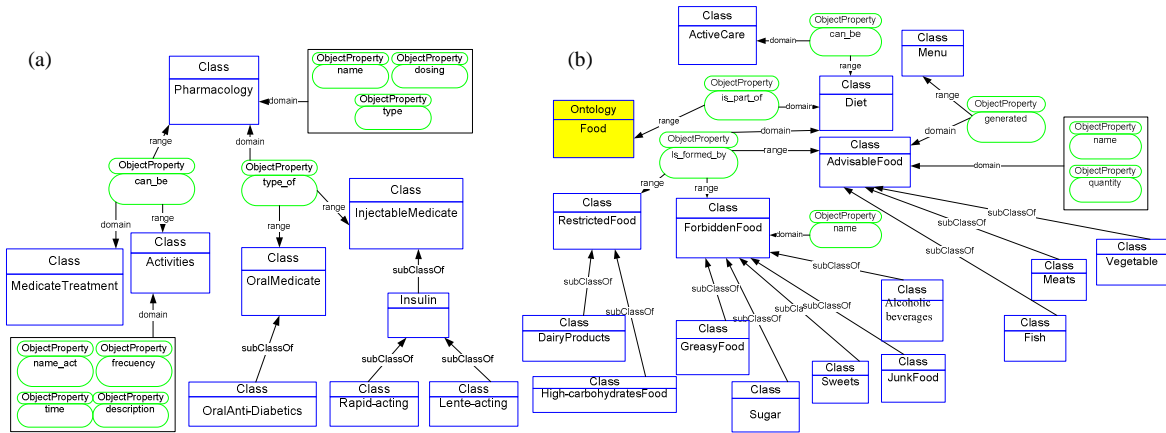 (a)
Class
Pharmacology
ObjectProperty
name
ObjectProperty
dosing
ObjectProperty
type
domain
range
domain
ObjectProperty
can_be
ObjectProperty
type_of
domain
domain
range
range
Class
InjectableMedicate
Class
MedicateTreatment
Class
Activities
Class
OralMedicate
subClassOf
Insulin
domain
subClassOf
subClassOf
subClassOf
ObjectProperty
name_act
ObjectProperty
frecuency
ObjectProperty
time
ObjectProperty
description
Class
OralAnti-Diabetics
Class
Rapid-acting
Class
Lente-acting
(b)
Class
ActiveCare
domain
ObjectProperty
can_be
range
Class
Menu
range
Class
Diet
ObjectProperty
is_part_of
domain
range
Ontology
Food
ObjectProperty
generated
domain
ObjectProperty
Is_formed_by
domain
range
range
range
Class
AdvisableFood
domain
ObjectProperty
name
ObjectProperty
quantity
Class
RestrictedFood
Class
ForbiddenFood
domain
ObjectProperty
name
subClassOf
subClassOf
subClassOf
Class
Vegetable
Class
Meats
Class
Fish
subClassOf
subClassOf
subClassOf
subClassOf
subClassOf
subClassOf
subClassOf
Class
Alcoholic
beverages
Class
DairyProducts
Class
GreasyFood
Class
High-carbohydratesFood
Class
Sugar
Class
Sweets
Class
JunkFood